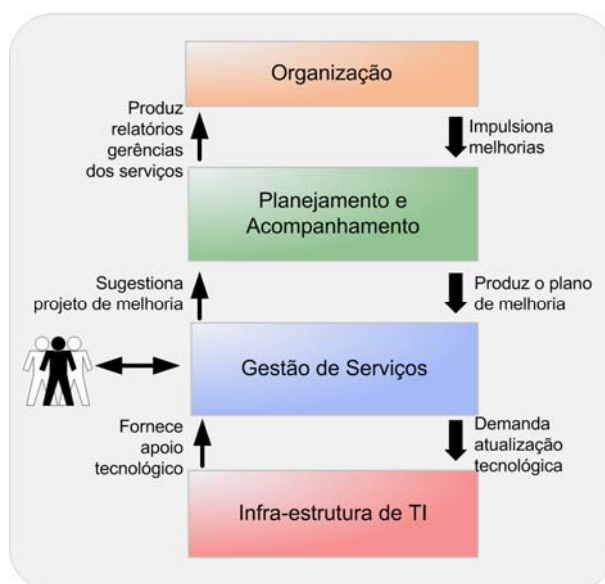 Organização
Produz
relatórios
gerências
dos serviços
Impulsiona
melhorias
Planejamento e
Acompanhamento
Sugestiona
projeto de melhoria
Produz o plano
de melhoria
Gestão de Serviços
Fornece
apoio
tecnológico
Demanda
atualização
tecnológica
Infra-estrutura de TI